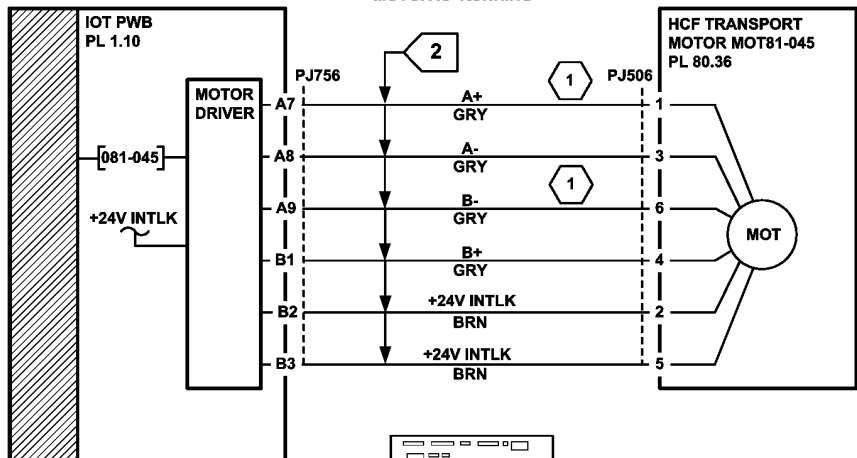 IOT PWB
PL 1.10
HCF TRANSPORT
MOTOR MOT81-045
PL 80.36
2
PJ756
1
PJ506
MOTOR
DRIVER
A7
A+
GRY
1
[081-045]
A8
A-
GRY
3
1
+24V INTLK
A9
B-
GRY
6
MOT
B1
B+
GRY
4
B2
+24V INTLK
BRN
2
B3
+24V INTLK
BRN
5